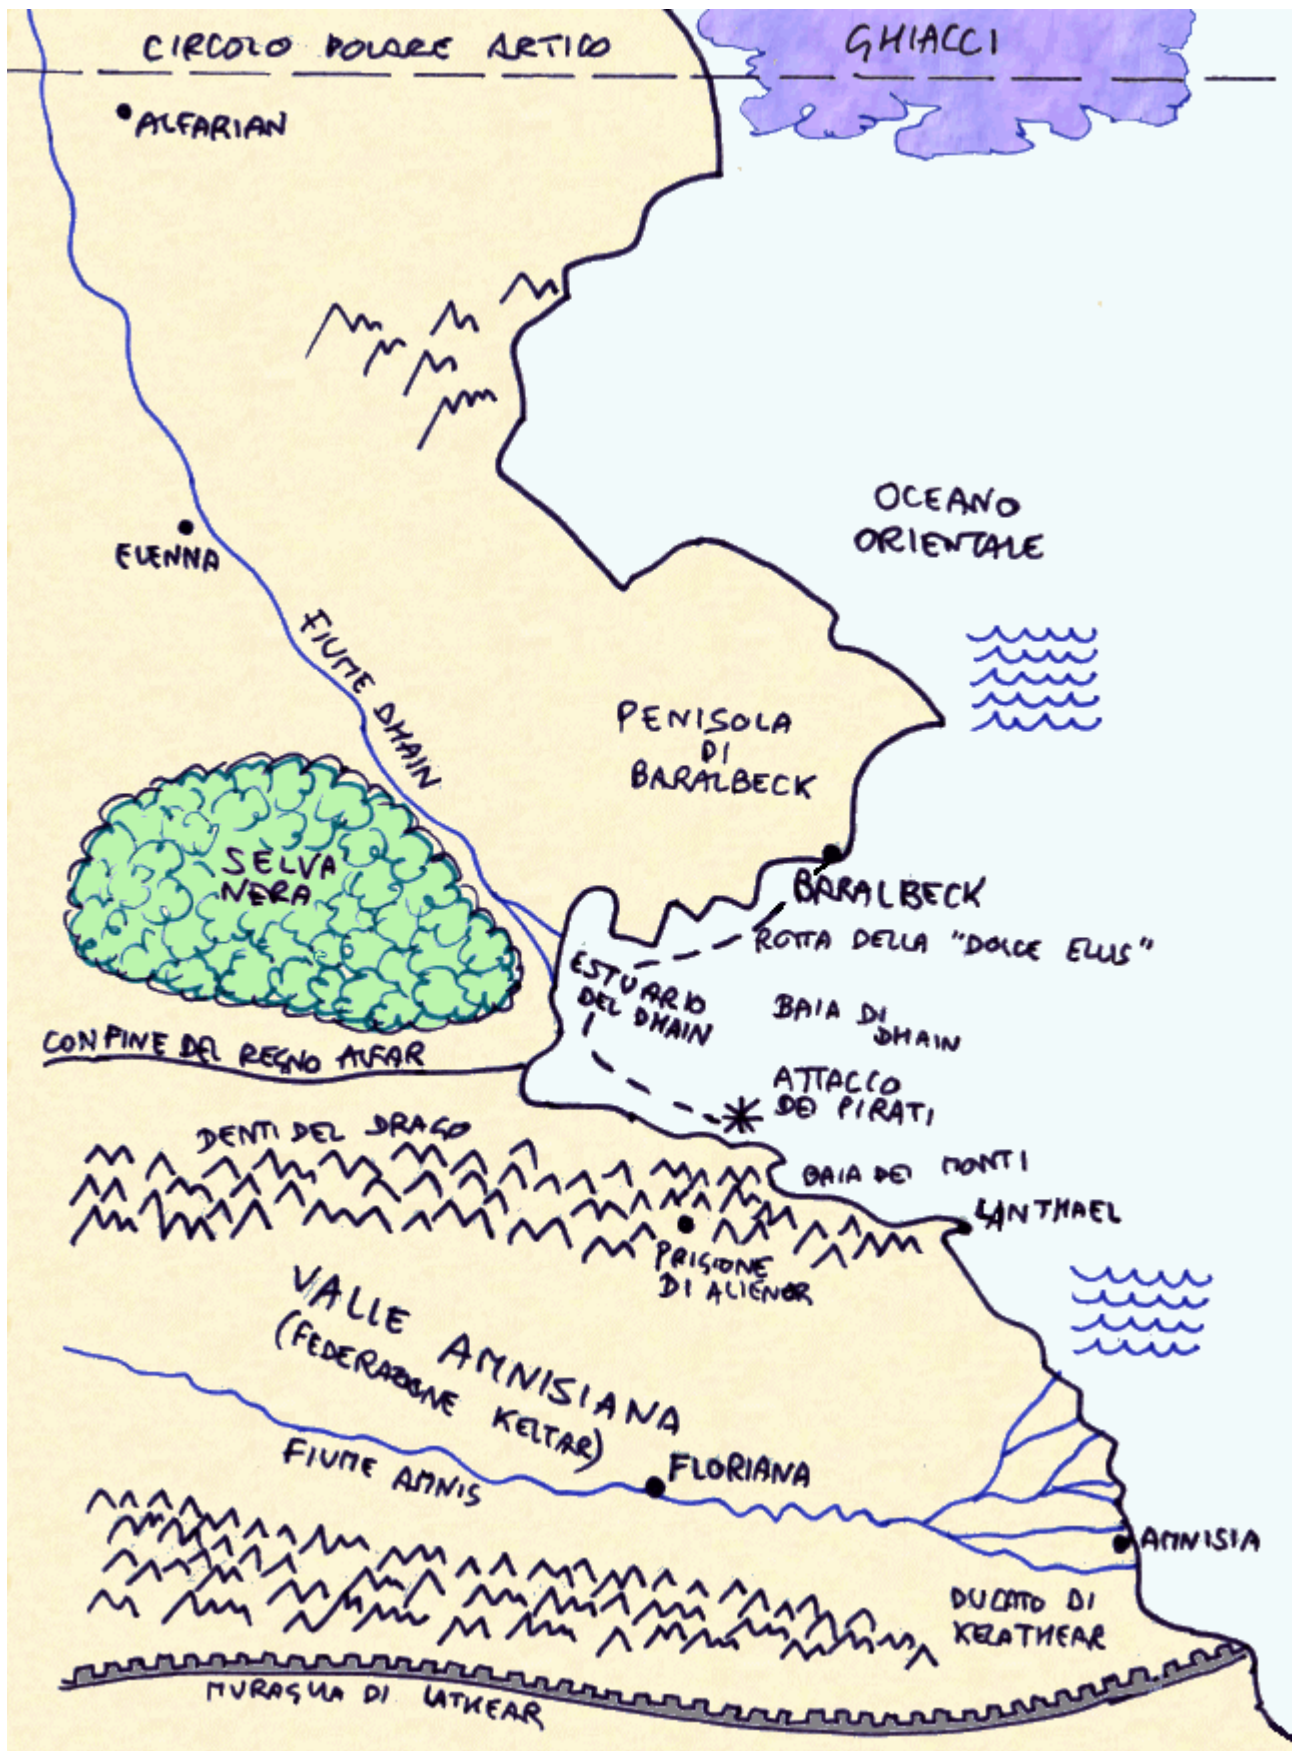 CIRCOLO POLARE ARTICO
GHIACCI
ALFARIAN
OCEANO
ORIENTALE
ELENNA
FIUME DHAIN
PENISOLA
DI
BARALBECK
SELVA
NERA
BARALBECK
ROTTA DELLA "DOLCE ELLIS"
ESTUARIO
DEL DHAIN
BAIA DI
DHAIN
CONFINE DEL REGNO ALFAR
ATTACCO
DEI PIRATI
DENTI DEL DRAGO
BAIA DEI MONTI
LANTHAEL
PRIGIONE
DI ALIENOR
VALLE AMNISIANA
(FEDERAZIONE KELTAR)
FIUME AMNIS
FLORIANA
AMNISIA
DUCATO DI
KELATHEAR
MURAGLIA DI LATHEAR